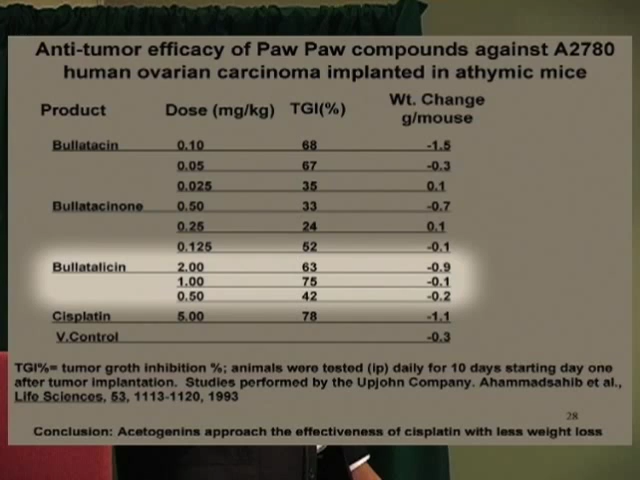 Anti-tumor efficacy of Paw Paw compounds against A2780
human ovarian carcinoma implanted in athymic mice
Product Dose (mg/kg) TGI(%) Wt. Change g/mouse
Bullatacin 0.10 68 -1.5
0.05 67 -0.3
0.025 35 0.1
Bullatacinone 0.50 33 -0.7
0.25 24 0.1
0.125 52 -0.1
Bullatalicin 2.00 63 -0.9
1.00 75 -0.1
0.50 42 -0.2
Cisplatin 5.00 78 -1.1
V.Control -0.3
TGI%= tumor groth inhibition %; animals were tested (ip) daily for 10 days starting day one
after tumor implantation. Studies performed by the Upjohn Company. Ahammadsahib et al.,
Life Sciences, 53, 1113-1120, 1993
28
Conclusion: Acetogenins approach the effectiveness of cisplatin with less weight loss